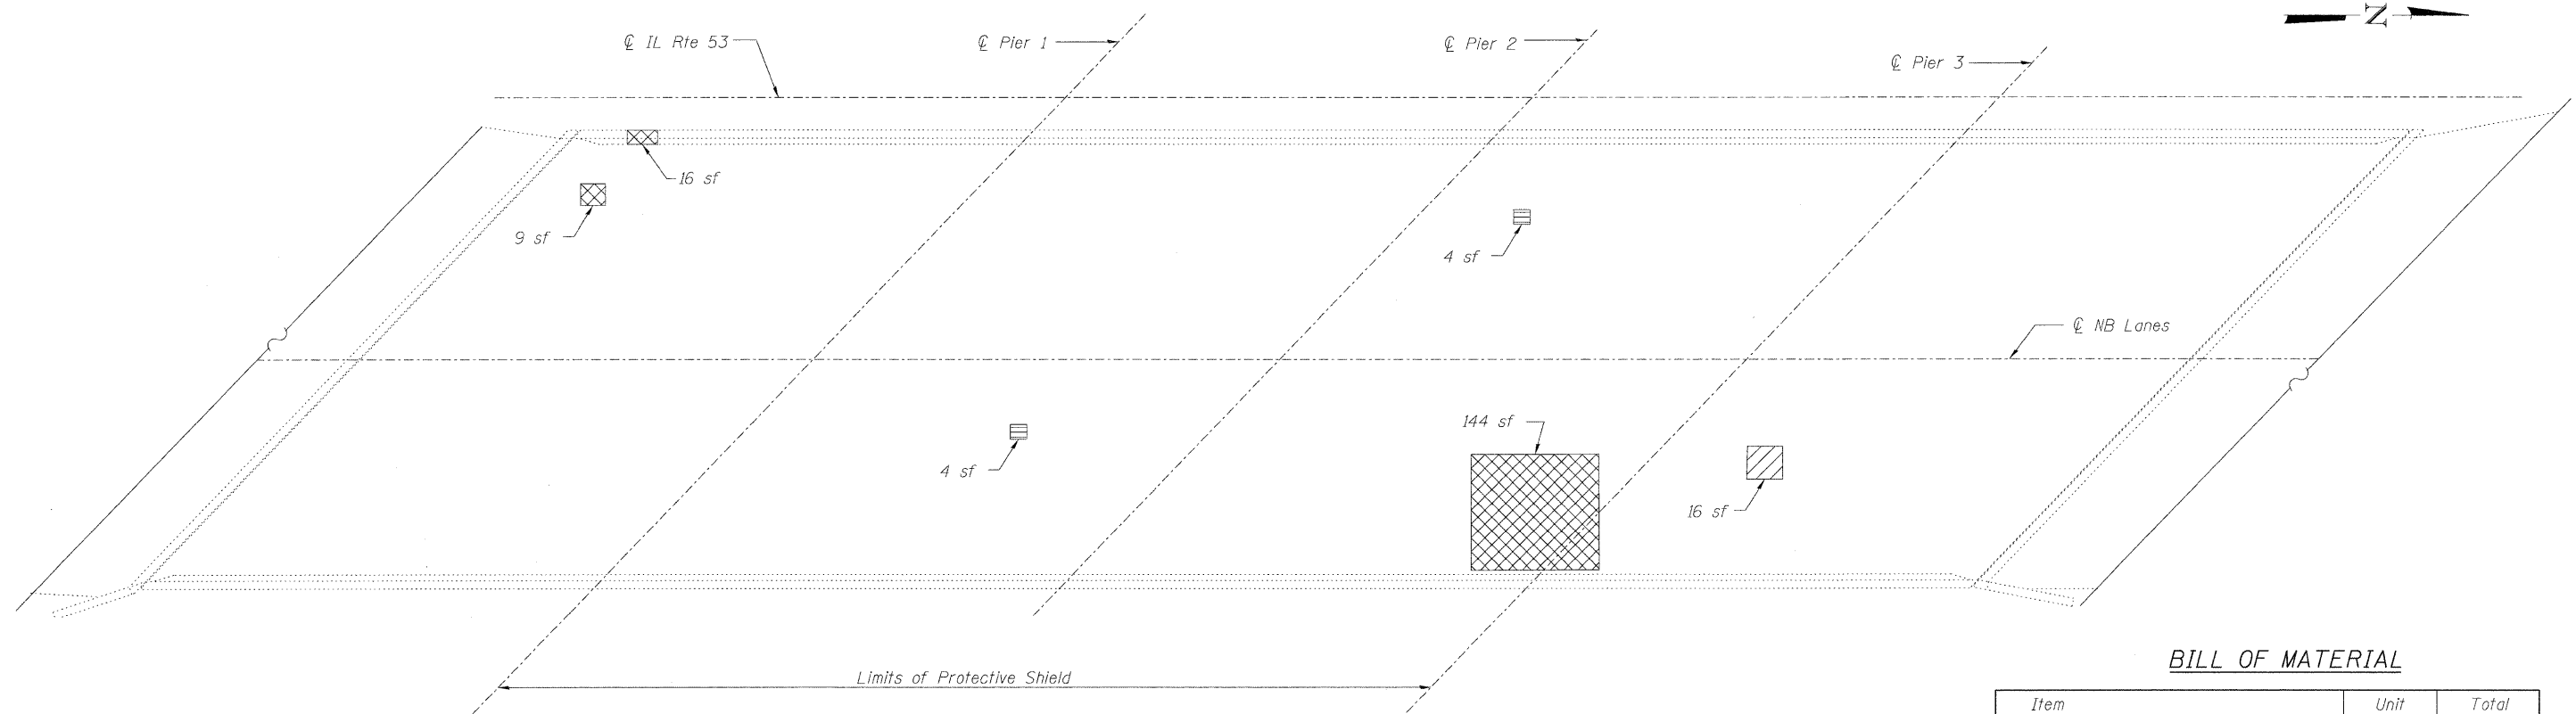 N
℄ IL Rte 53
℄ Pier 1
℄ Pier 2
℄ Pier 3
16 sf
9 sf
4 sf
℄ NB Lanes
144 sf
4 sf
16 sf
Limits of Protective Shield
BILL OF MATERIAL
Item Unit Total